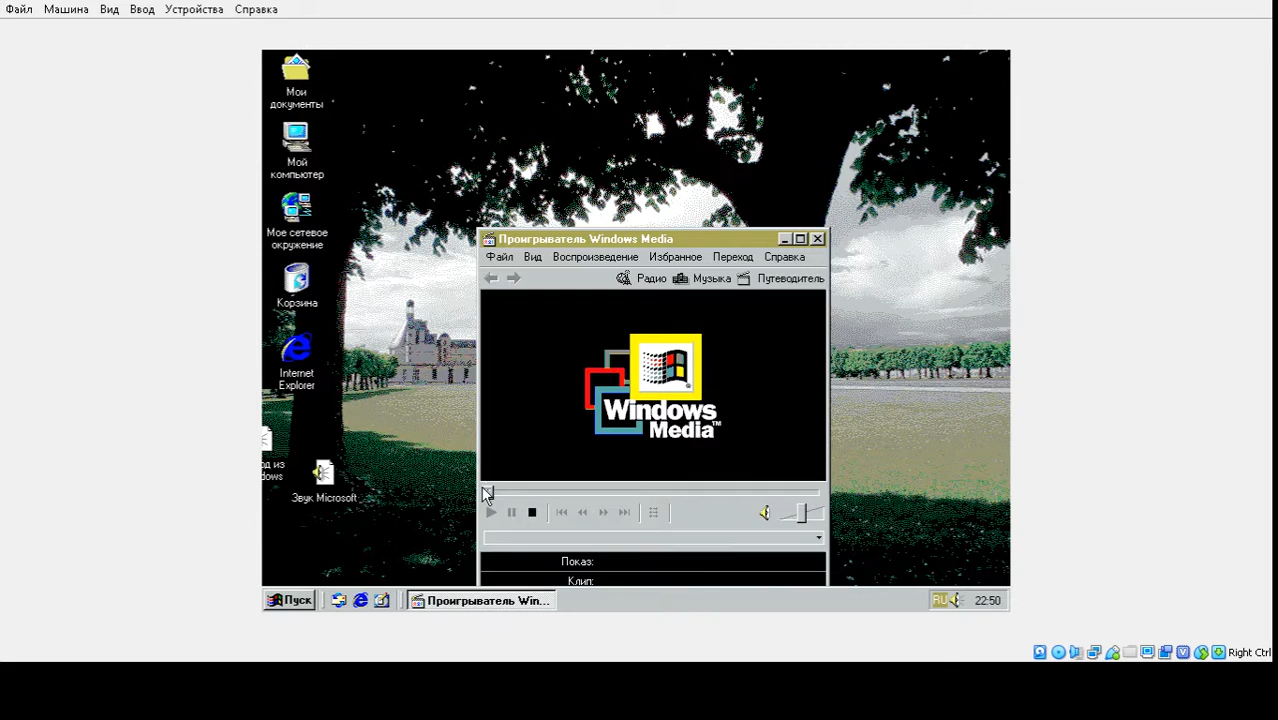 Файл Машина Вид Ввод Устройства Справка
Мои
документы
Мой
компьютер
Мое сетевое
окружение
Корзина
Internet
Explorer
Звук Microsoft
Проигрыватель Windows Media
Файл Вид Воспроизведение Избранное Переход Справка
Радио Музыка Путеводитель
Windows
Media™
Показ:
Клип:
Пуск
Проигрыватель Win...
RU
22:50
Right Ctrl